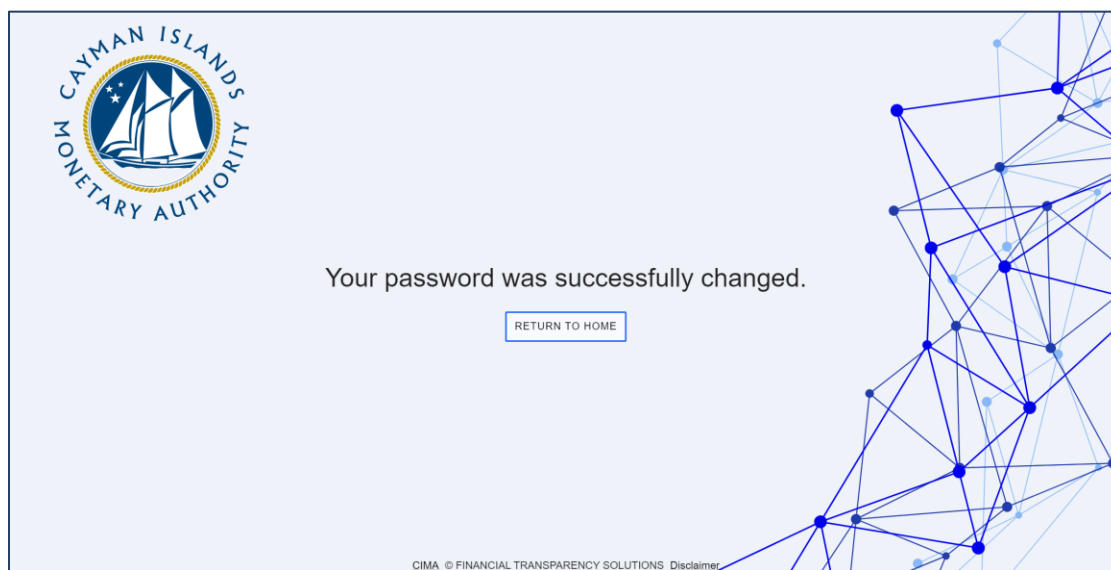 CAYMAN ISLANDS
MONETARY AUTHORITY
Your password was successfully changed.
RETURN TO HOME
CIMA © FINANCIAL TRANSPARENCY SOLUTIONS Disclaimer